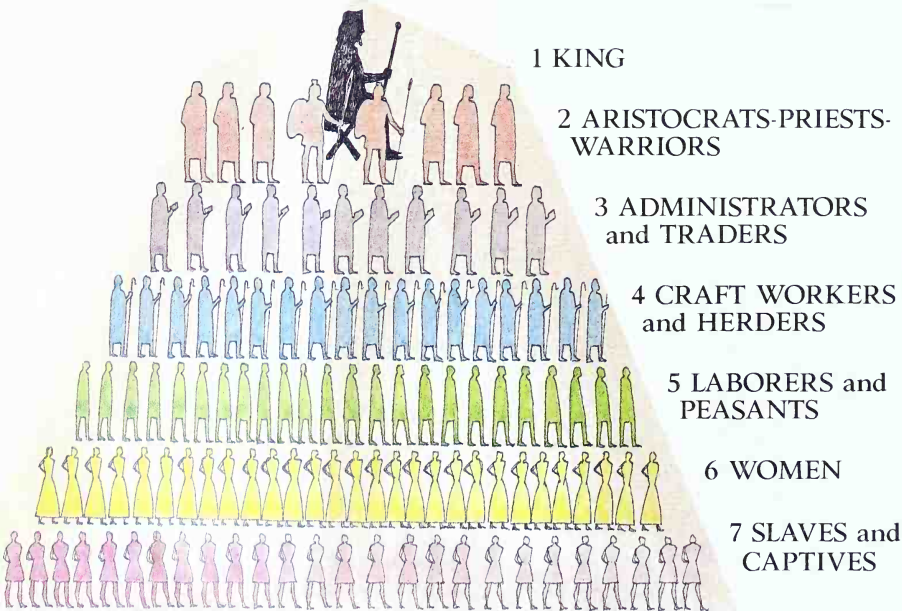 1 KING
2 ARISTOCRATS-PRIESTS-
WARRIORS
3 ADMINISTRATORS
and TRADERS
4 CRAFT WORKERS
and HERDERS
5 LABORERS and
PEASANTS
6 WOMEN
7 SLAVES and
CAPTIVES